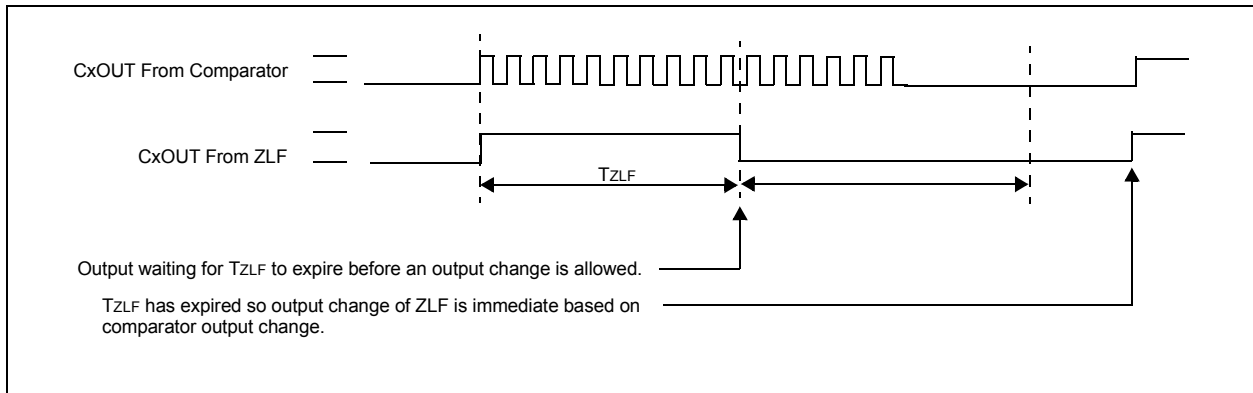 CxOUT From Comparator
CxOUT From ZLF
TZLF
Output waiting for TZLF to expire before an output change is allowed.
TZLF has expired so output change of ZLF is immediate based on
comparator output change.